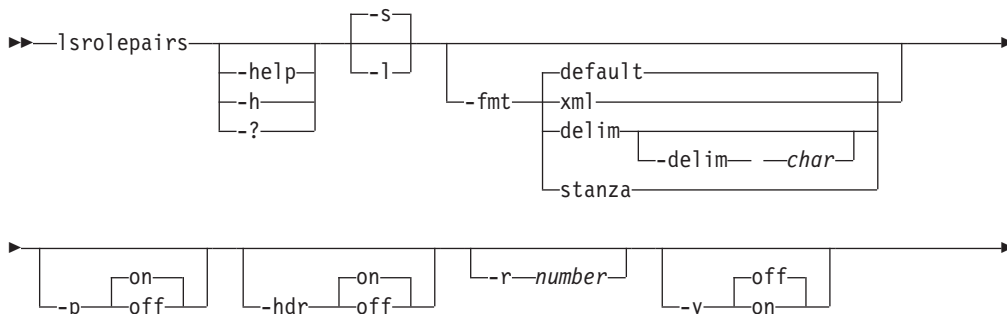 lsrolepairs
-help
-h
-?
-s
-l
-fmt
default
xml
delim
-delim char
stanza
-p
on
off
-hdr
on
off
-r number
-v
off
on